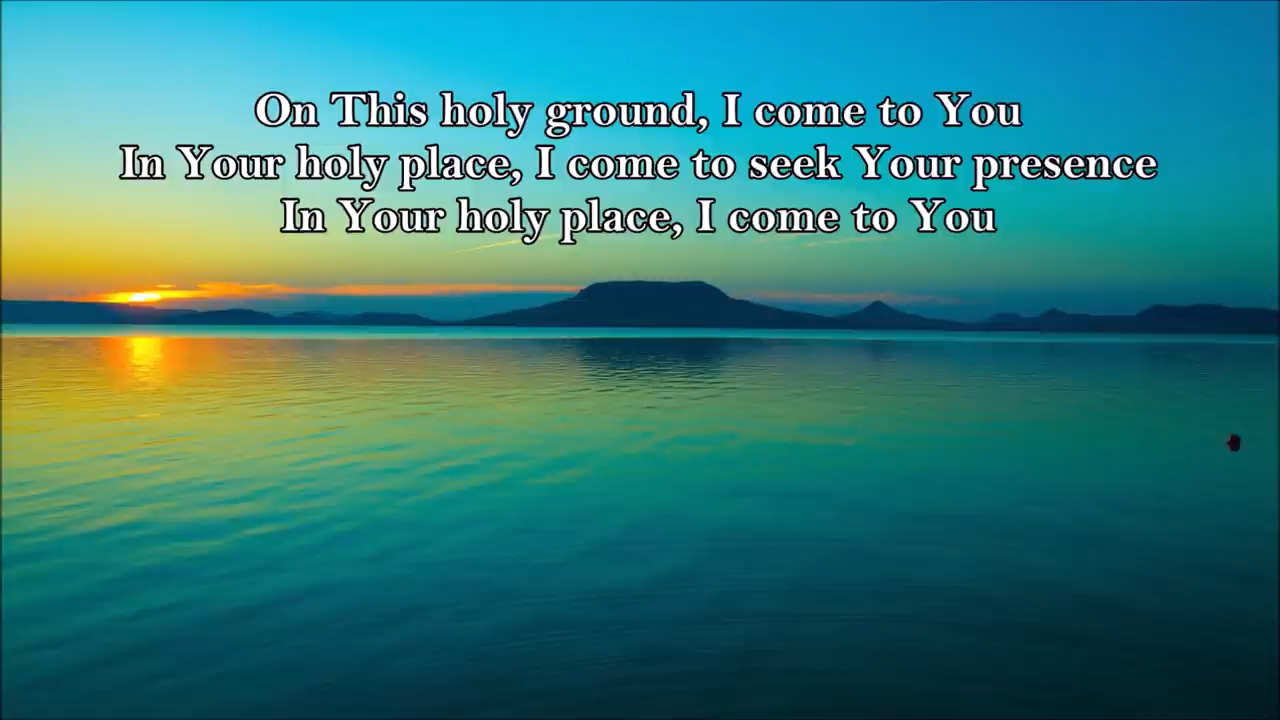 On This holy ground, I come to You
In Your holy place, I come to seek Your presence
In Your holy place, I come to You